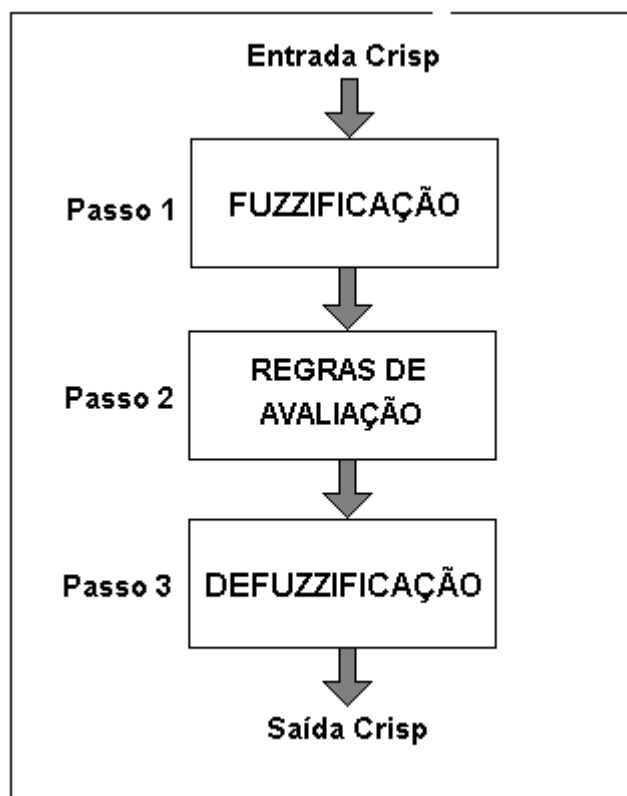 Entrada Crisp
Passo 1
FUZZIFICAÇÃO
Passo 2
REGRAS DE
AVALIAÇÃO
Passo 3
DEFUZZIFICAÇÃO
Saída Crisp